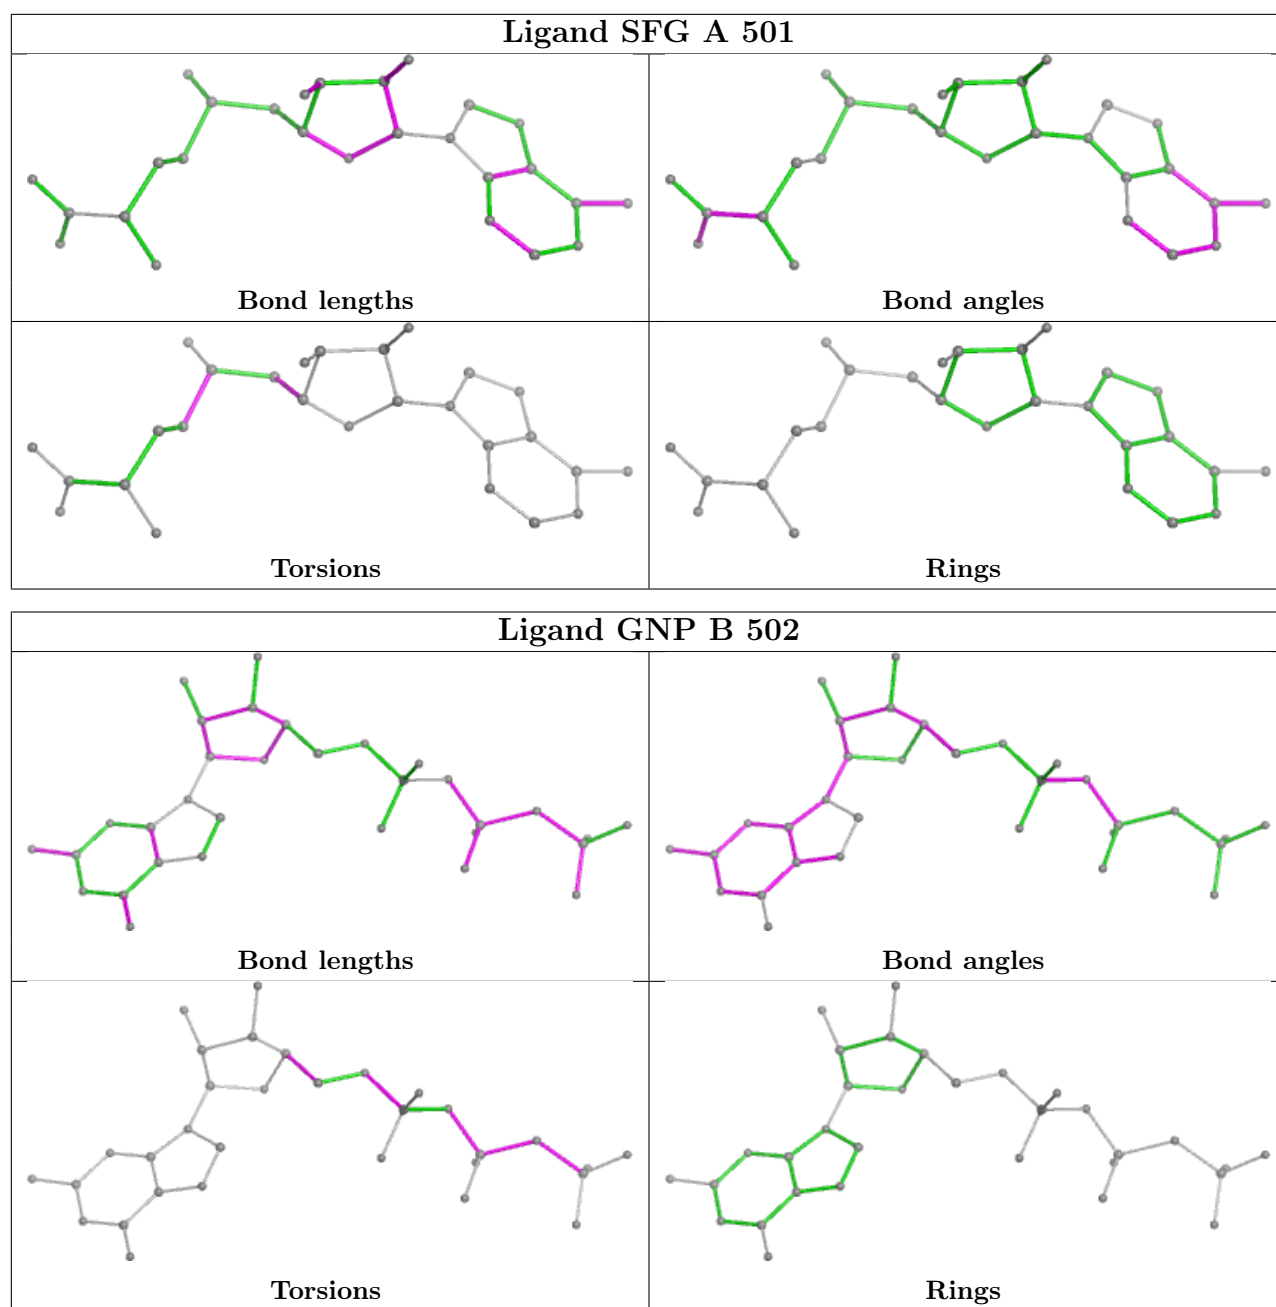 Ligand SFG A 501
Bond lengths
Bond angles
Torsions
Rings
Ligand GNP B 502
Bond lengths
Bond angles
Torsions
Rings